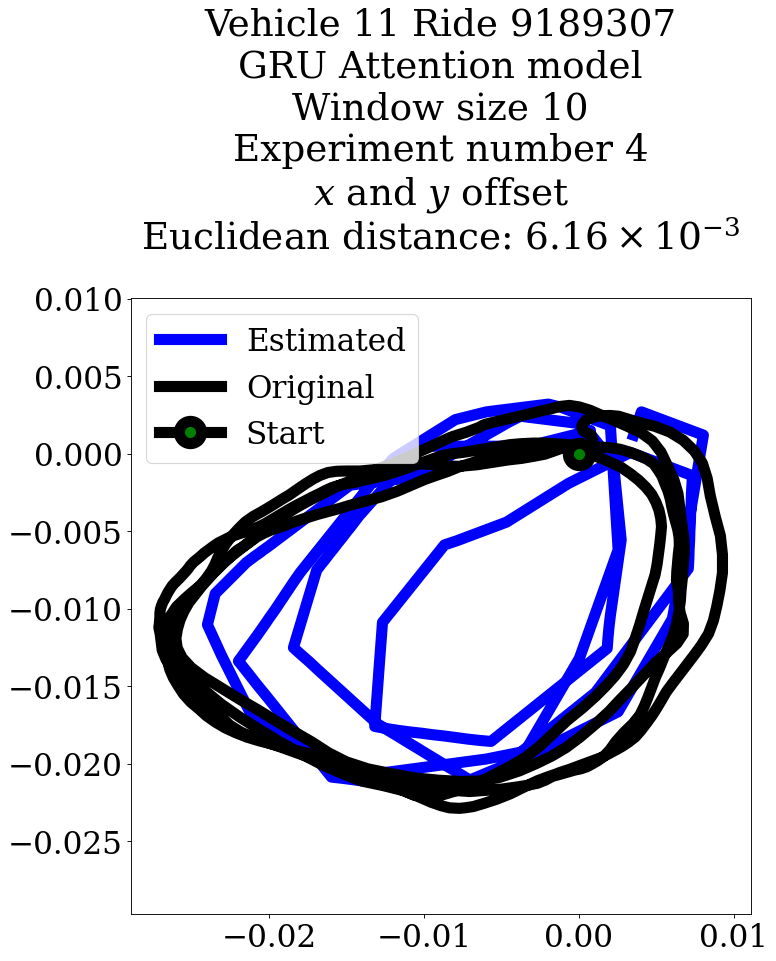 Vehicle 11 Ride 9189307
GRU Attention model
Window size 10
Experiment number 4
x and y offset
Euclidean distance: 6.16 × 10⁻³
0.010
0.005
0.000
−0.005
−0.010
−0.015
−0.020
−0.025
Estimated
Original
Start
−0.02 −0.01 0.00 0.01